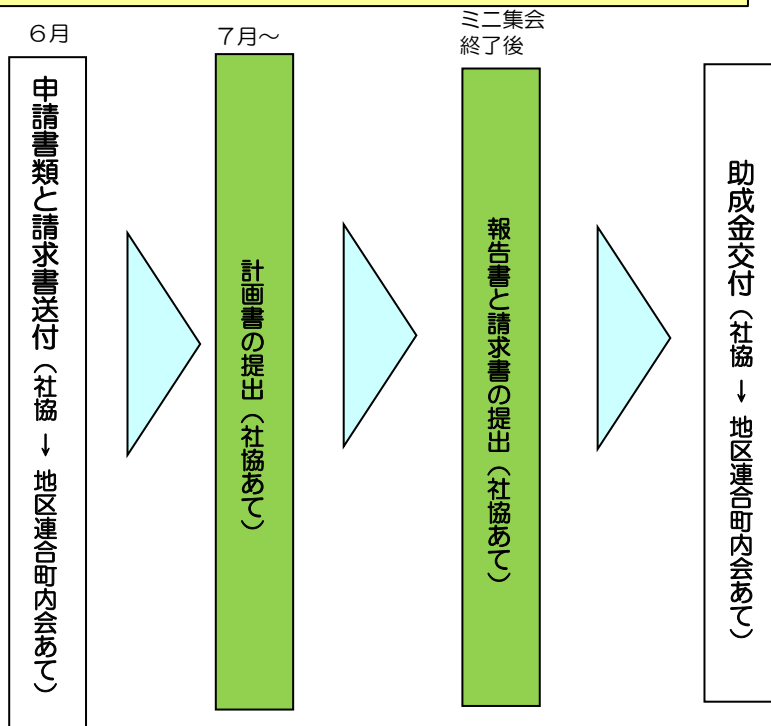 ６月
申請書類と請求書送付（社協 → 地区連合町内会あて）
７月～
計画書の提出（社協あて）
ミニ集会
終了後
報告書と請求書の提出（社協あて）
助成金交付（社協 → 地区連合町内会あて）